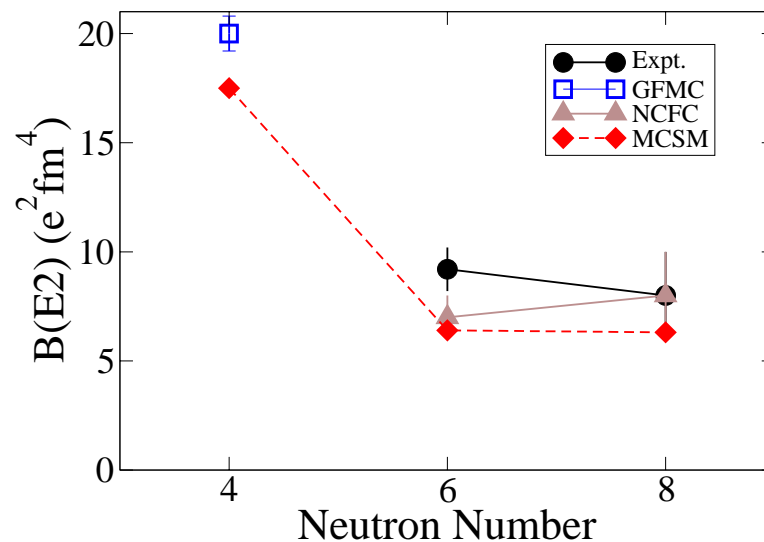 20
15
10
5
0
B(E2) (e²fm⁴)
Expt.
GFMC
NCFC
MCSM
4
6
8
Neutron Number